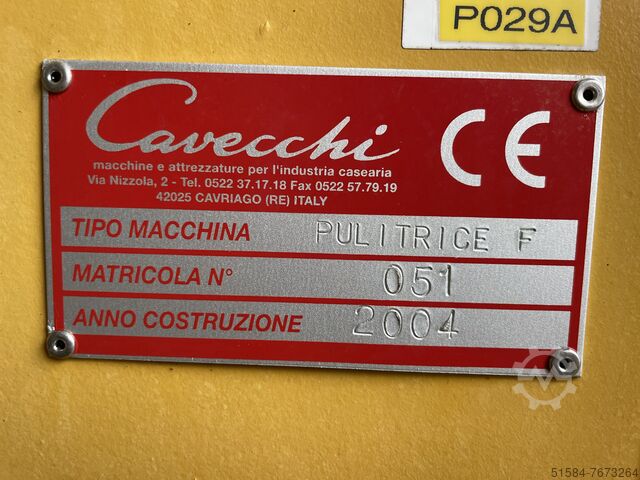 P029A
Cavecchi
CE
macchine e attrezzature per l'industria casearia
Via Nizzola, 2 - Tel. 0522 37.17.18 Fax 0522 57.79.19
42025 CAVRIAGO (RE) ITALY
TIPO MACCHINA PULITRICE F
MATRICOLA N° 051
ANNO COSTRUZIONE 2004
51584-7673264